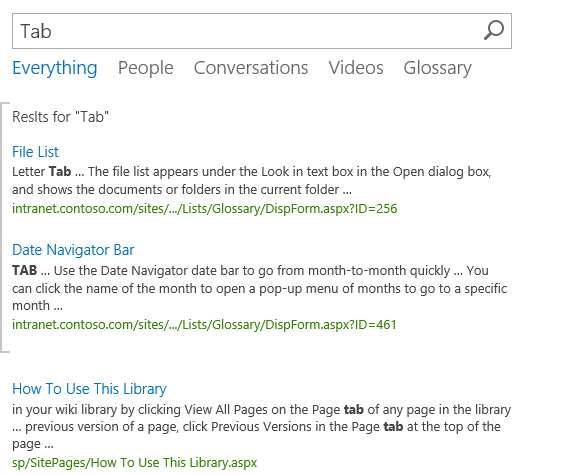 Tab
Everything People Conversations Videos Glossary
Reslts for "Tab"
File List
Letter Tab ... The file list appears under the Look in text box in the Open dialog box,
and shows the documents or folders in the current folder ...
intranet.contoso.com/sites/.../Lists/Glossary/DispForm.aspx?ID=256
Date Navigator Bar
TAB ... Use the Date Navigator date bar to go from month-to-month quickly ... You
can click the name of the month to open a pop-up menu of months to go to a specific
month ...
intranet.contoso.com/sites/.../Lists/Glossary/DispForm.aspx?ID=461
How To Use This Library
in your wiki library by clicking View All Pages on the Page tab of any page in the library
... previous version of a page, click Previous Versions in the Page tab at the top of the
page ...
sp/SitePages/How To Use This Library.aspx